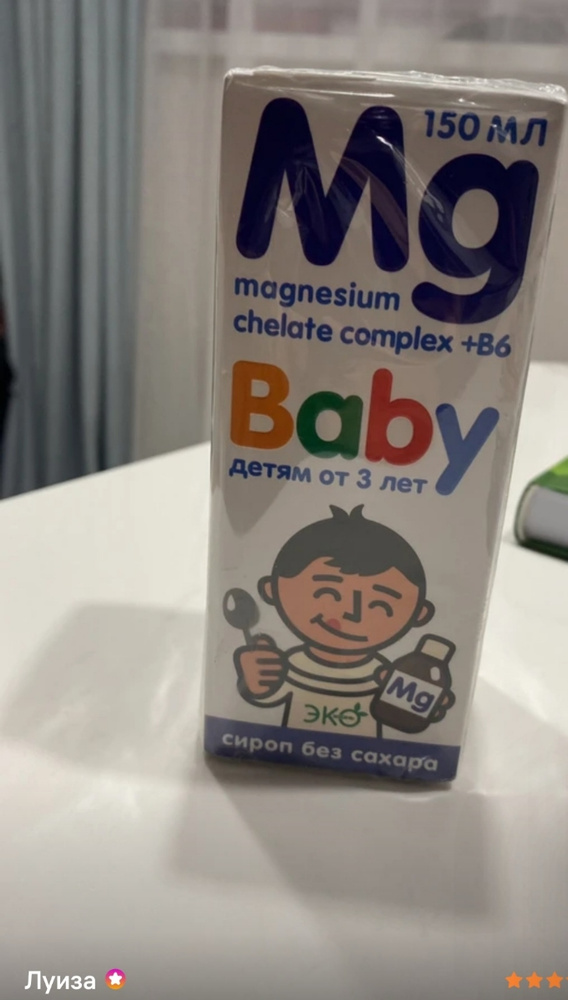 150 МЛ
Mg
magnesium
chelate complex +B6
Baby
детям от 3 лет
Mg
ЭКО
сироп без сахара
Луиза